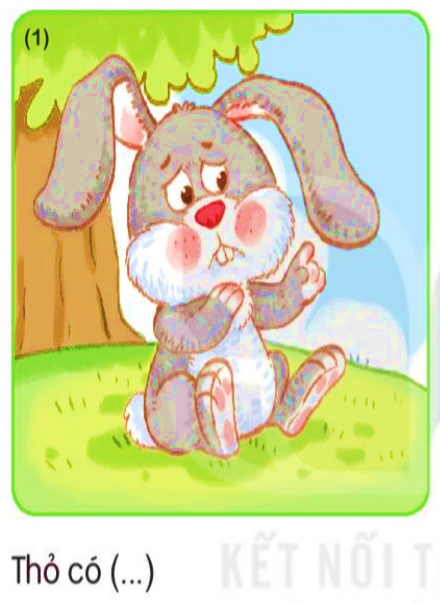 (1)
Thỏ có (...)
KẾT NỐI T